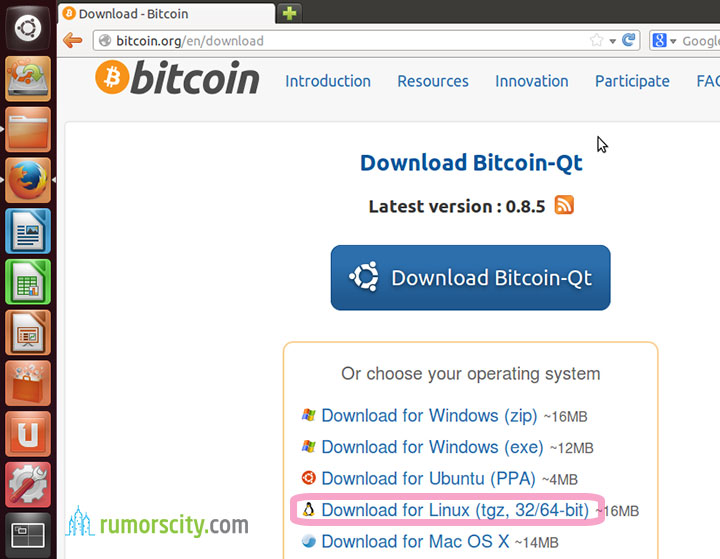 Download - Bitcoin
bitcoin.org/en/download
Google
bitcoin
Introduction
Resources
Innovation
Participate
FAQ
Download Bitcoin-Qt
Latest version : 0.8.5
Download Bitcoin-Qt
Or choose your operating system
Download for Windows (zip) ~16MB
Download for Windows (exe) ~12MB
Download for Ubuntu (PPA) ~4MB
Download for Linux (tgz, 32/64-bit) ~16MB
Download for Mac OS X ~14MB
rumorscity.com